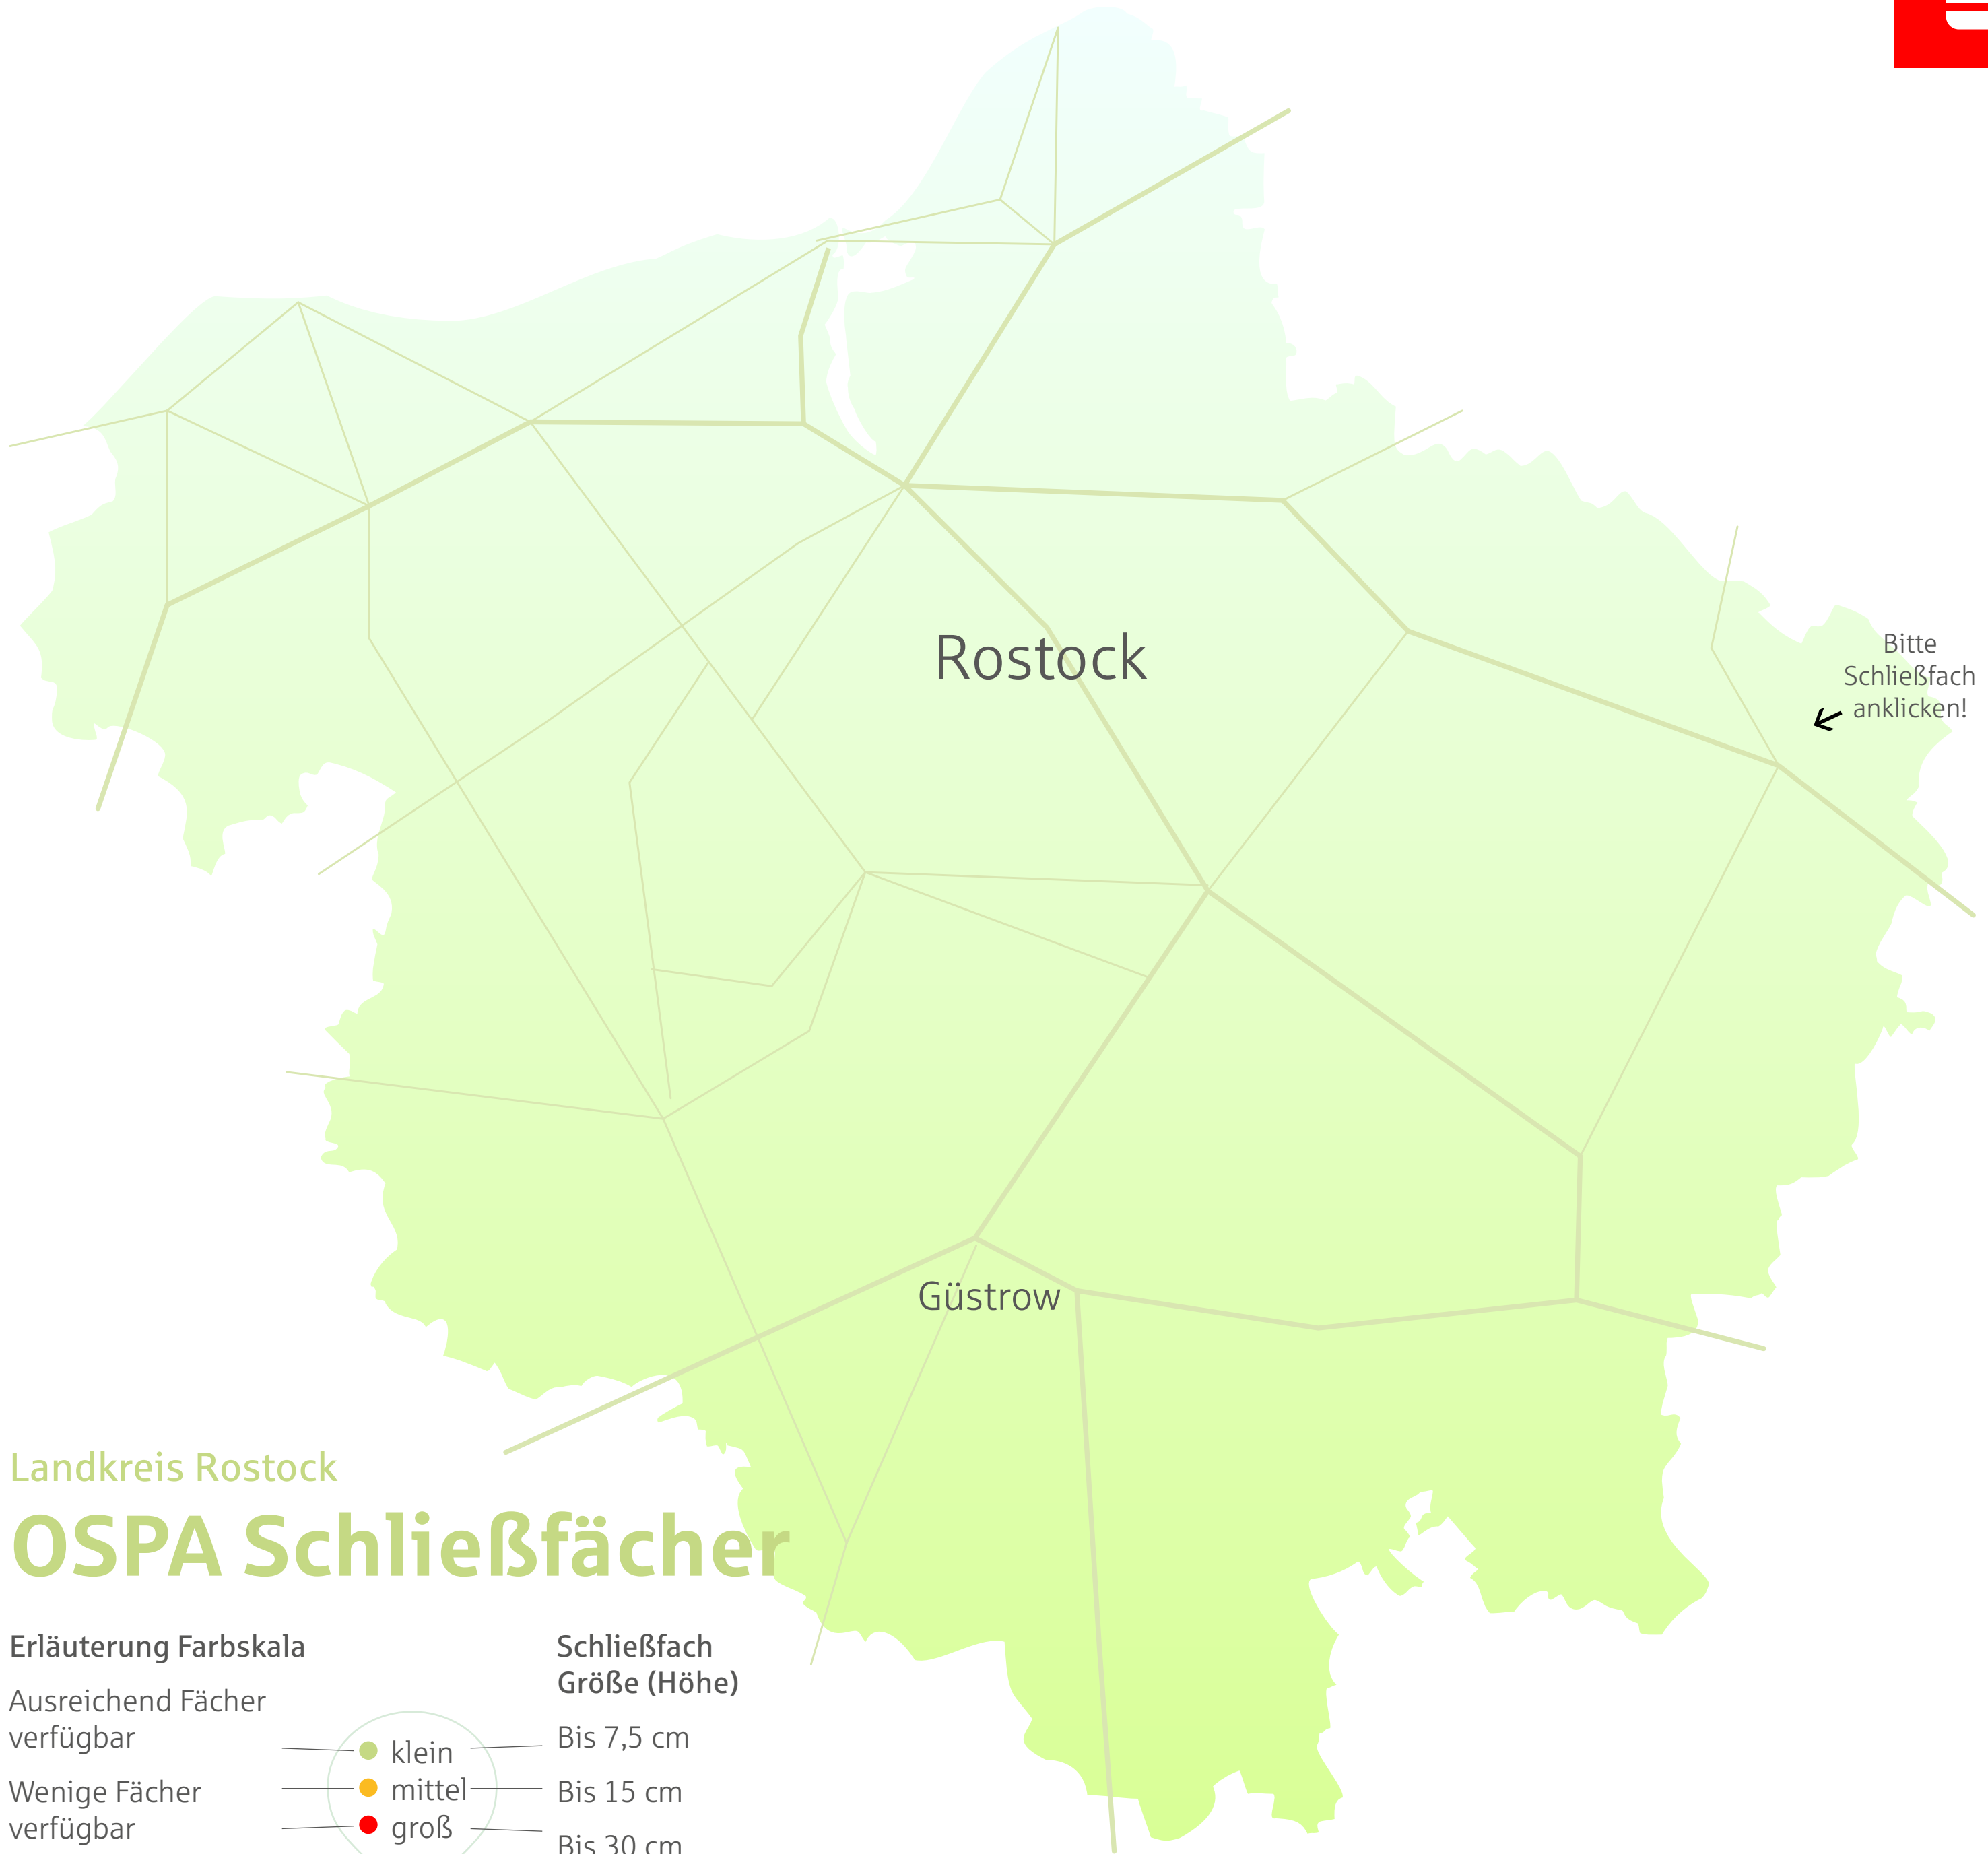 Rostock
Bitte
Schließfach
anklicken!
Güstrow
Landkreis Rostock
OSPA Schließfächer
Erläuterung Farbskala
Ausreichend Fächer
verfügbar
Wenige Fächer
verfügbar
klein
mittel
groß
Schließfach
Größe (Höhe)
Bis 7,5 cm
Bis 15 cm
Bis 30 cm